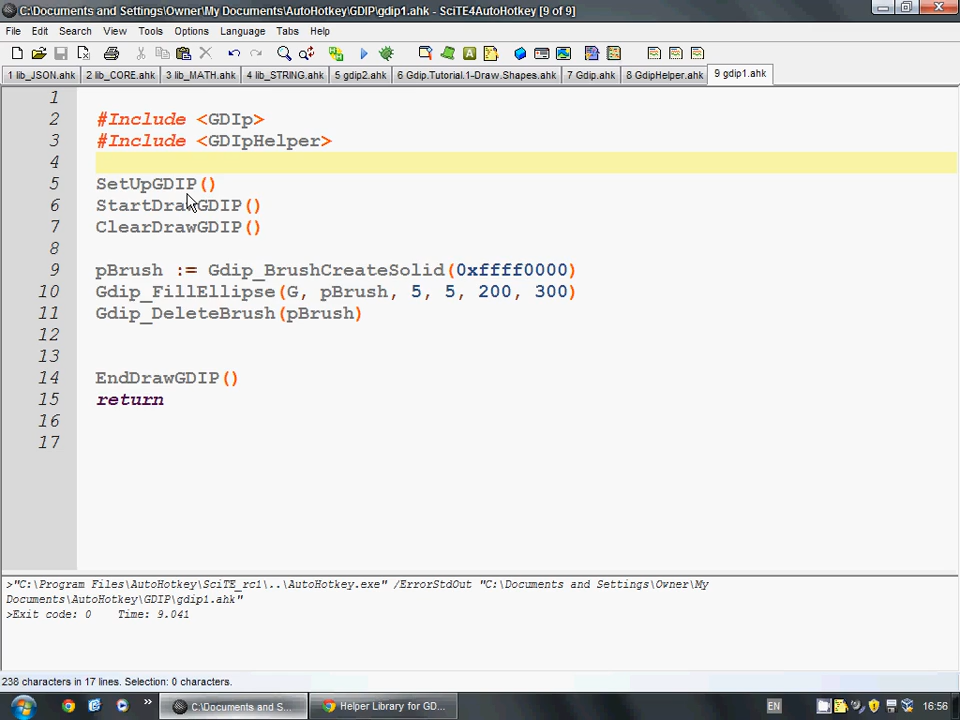 C:\Documents and Settings\Owner\My Documents\AutoHotkey\GDIP\gdip1.ahk - SciTE4AutoHotkey [9 of 9]
File Edit Search View Tools Options Language Tabs Help
1 lib_JSON.ahk 2 lib_CORE.ahk 3 lib_MATH.ahk 4 lib_STRING.ahk 5 gdip2.ahk 6 Gdip.Tutorial.1-Draw.Shapes.ahk 7 Gdip.ahk 8 GdipHelper.ahk 9 gdip1.ahk
1
2 #Include <GDIp>
3 #Include <GDIpHelper>
4
5 SetUpGDIP()
6 StartDrawGDIP()
7 ClearDrawGDIP()
8
9 pBrush := Gdip_BrushCreateSolid(0xffff0000)
10 Gdip_FillEllipse(G, pBrush, 5, 5, 200, 300)
11 Gdip_DeleteBrush(pBrush)
12
13
14 EndDrawGDIP()
15 return
16
17
>"C:\Program Files\AutoHotkey\SciTE_rc1\..\AutoHotkey.exe" /ErrorStdOut "C:\Documents and Settings\Owner\My
Documents\AutoHotkey\GDIP\gdip1.ahk"
>Exit code: 0 Time: 9.041
238 characters in 17 lines. Selection: 0 characters.
C:\Documents and S... Helper Library for GD... EN 16:56